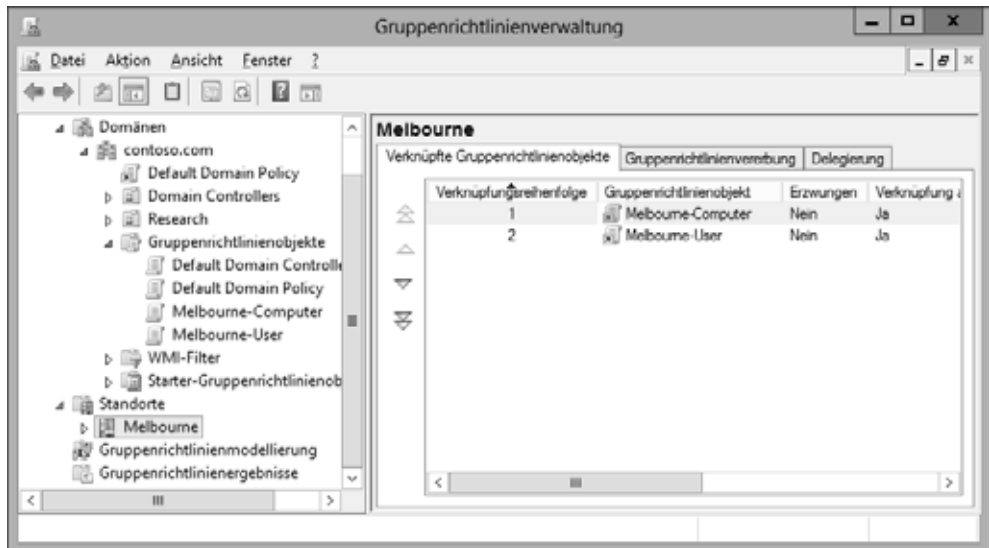 Gruppenrichtlinienverwaltung
Datei Aktion Ansicht Fenster ?
Domänen
contoso.com
Default Domain Policy
Domain Controllers
Research
Gruppenrichtlinienobjekte
Default Domain Controlle
Default Domain Policy
Melbourne-Computer
Melbourne-User
WMI-Filter
Starter-Gruppenrichtlinienob
Standorte
Melbourne
Gruppenrichtlinienmodellierung
Gruppenrichtlinienergebnisse
Melbourne
Verknüpfte Gruppenrichtlinienobjekte Gruppenrichtlinienvererbung Delegierung
Verknüpfungsreihenfolge Gruppenrichtlinienobjekt Erzwungen Verknüpfung a
1 Melbourne-Computer Nein Ja
2 Melbourne-User Nein Ja